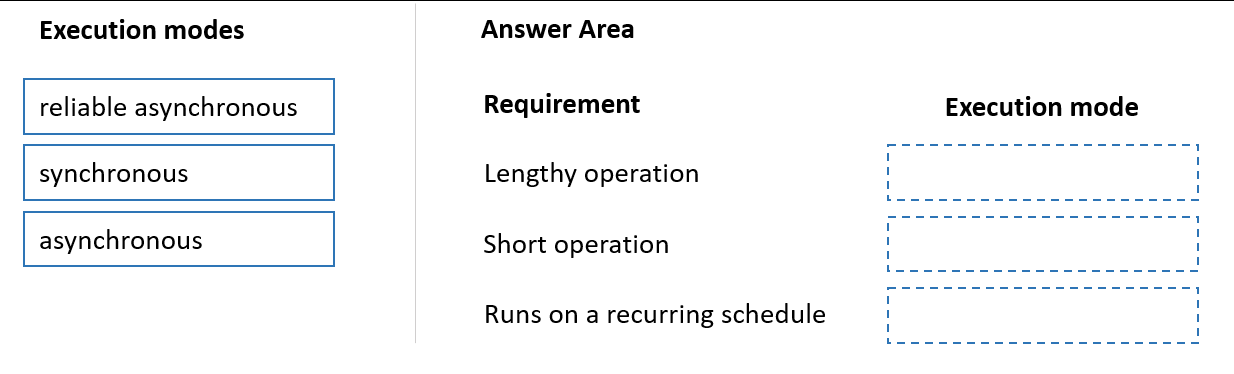 Execution modes
reliable asynchronous
synchronous
asynchronous
Answer Area
Requirement
Execution mode
Lengthy operation
Short operation
Runs on a recurring schedule